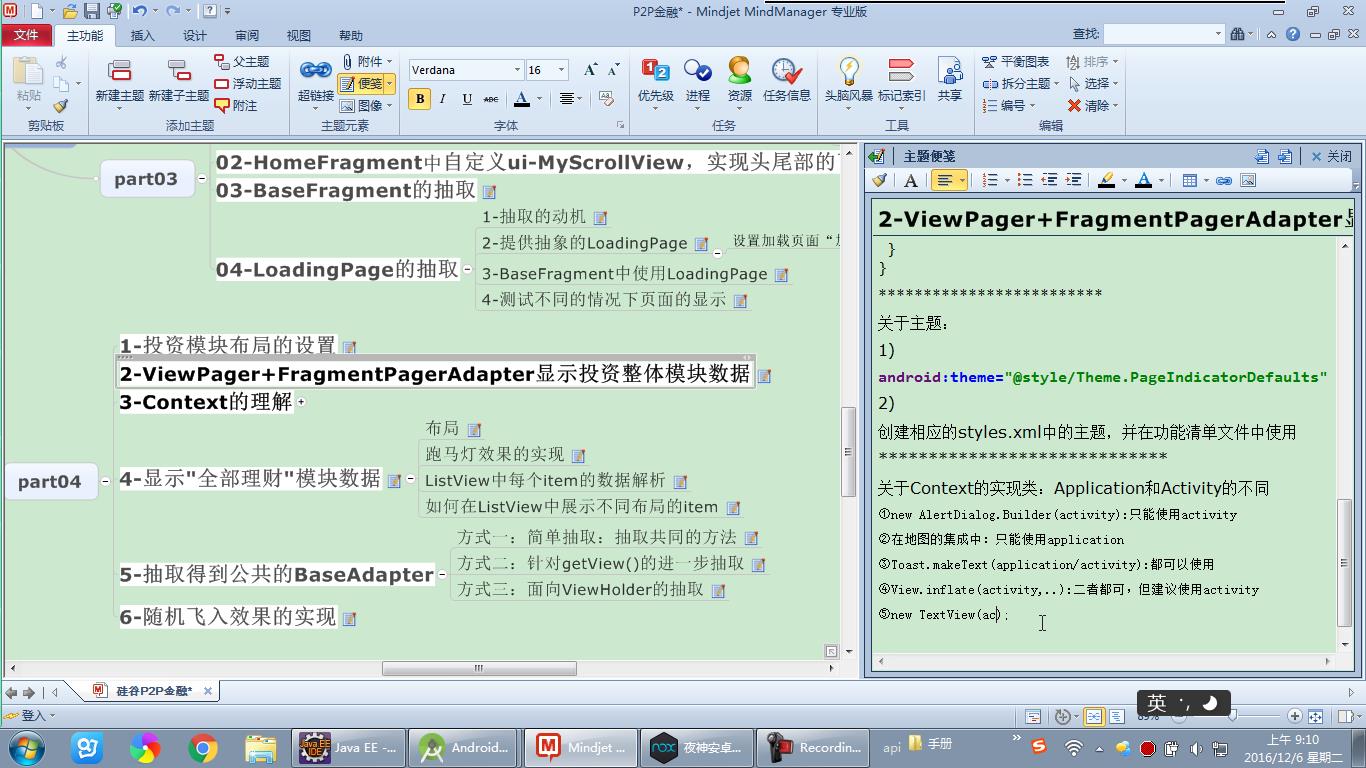 P2P金融* - Mindjet MindManager 专业版
文件 主功能 插入 设计 审阅 视图 帮助 查找:
粘贴
剪贴板
新建主题 新建子主题
父主题
浮动主题
附注
添加主题
超链接
附件
便笺
图像
主题元素
Verdana 16
B I U ABC A
字体
优先级 进程 资源 任务信息
任务
头脑风暴 标记索引 共享
工具
平衡图表 排序
拆分主题 选择
编号 清除
编辑
part03
02-HomeFragment中自定义ui-MyScrollView，实现头尾部的
03-BaseFragment的抽取
04-LoadingPage的抽取
1-抽取的动机
2-提供抽象的LoadingPage
设置加载页面“
3-BaseFragment中使用LoadingPage
4-测试不同的情况下页面的显示
part04
1-投资模块布局的设置
2-ViewPager+FragmentPagerAdapter显示投资整体模块数据
3-Context的理解
4-显示"全部理财"模块数据
布局
跑马灯效果的实现
ListView中每个item的数据解析
如何在ListView中展示不同布局的item
5-抽取得到公共的BaseAdapter
方式一：简单抽取：抽取共同的方法
方式二：针对getView()的进一步抽取
方式三：面向ViewHolder的抽取
6-随机飞入效果的实现
主题便笺 关闭
2-ViewPager+FragmentPagerAdapter
}
}
*************************
关于主题：
1)
android:theme="@style/Theme.PageIndicatorDefaults"
2)
创建相应的styles.xml中的主题，并在功能清单文件中使用
*****************************
关于Context的实现类：Application和Activity的不同
①new AlertDialog.Builder(activity):只能使用activity
②在地图的集成中：只能使用application
③Toast.makeText(application/activity):都可以使用
④View.inflate(activity,..):二者都可，但建议使用activity
⑤new TextView(ac);
硅谷P2P金融*
登入
英
89%
Java EE -...
Android...
Mindjet ...
夜神安卓...
Recordin...
api 手册
上午 9:10
2016/12/6 星期二